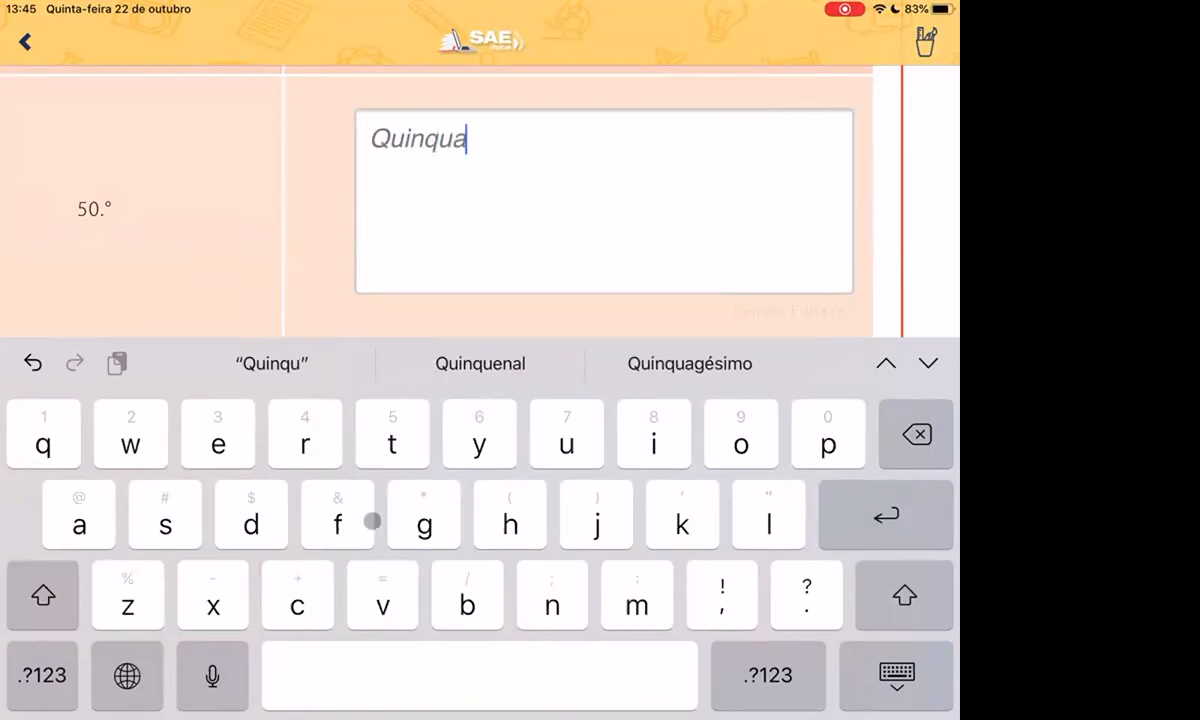 13:45 Quinta-feira 22 de outubro
83%
SAE
digital
Quinqua
50.°
“Quinqu”
Quinquenal
Quinquagésimo
1 2 3 4 5 6 7 8 9 0
q w e r t y u i o p
@ # $ & * ( ) ' "
a s d f g h j k l
% - + = / ; : ! ?
z x c v b n m , .
.?123
.?123